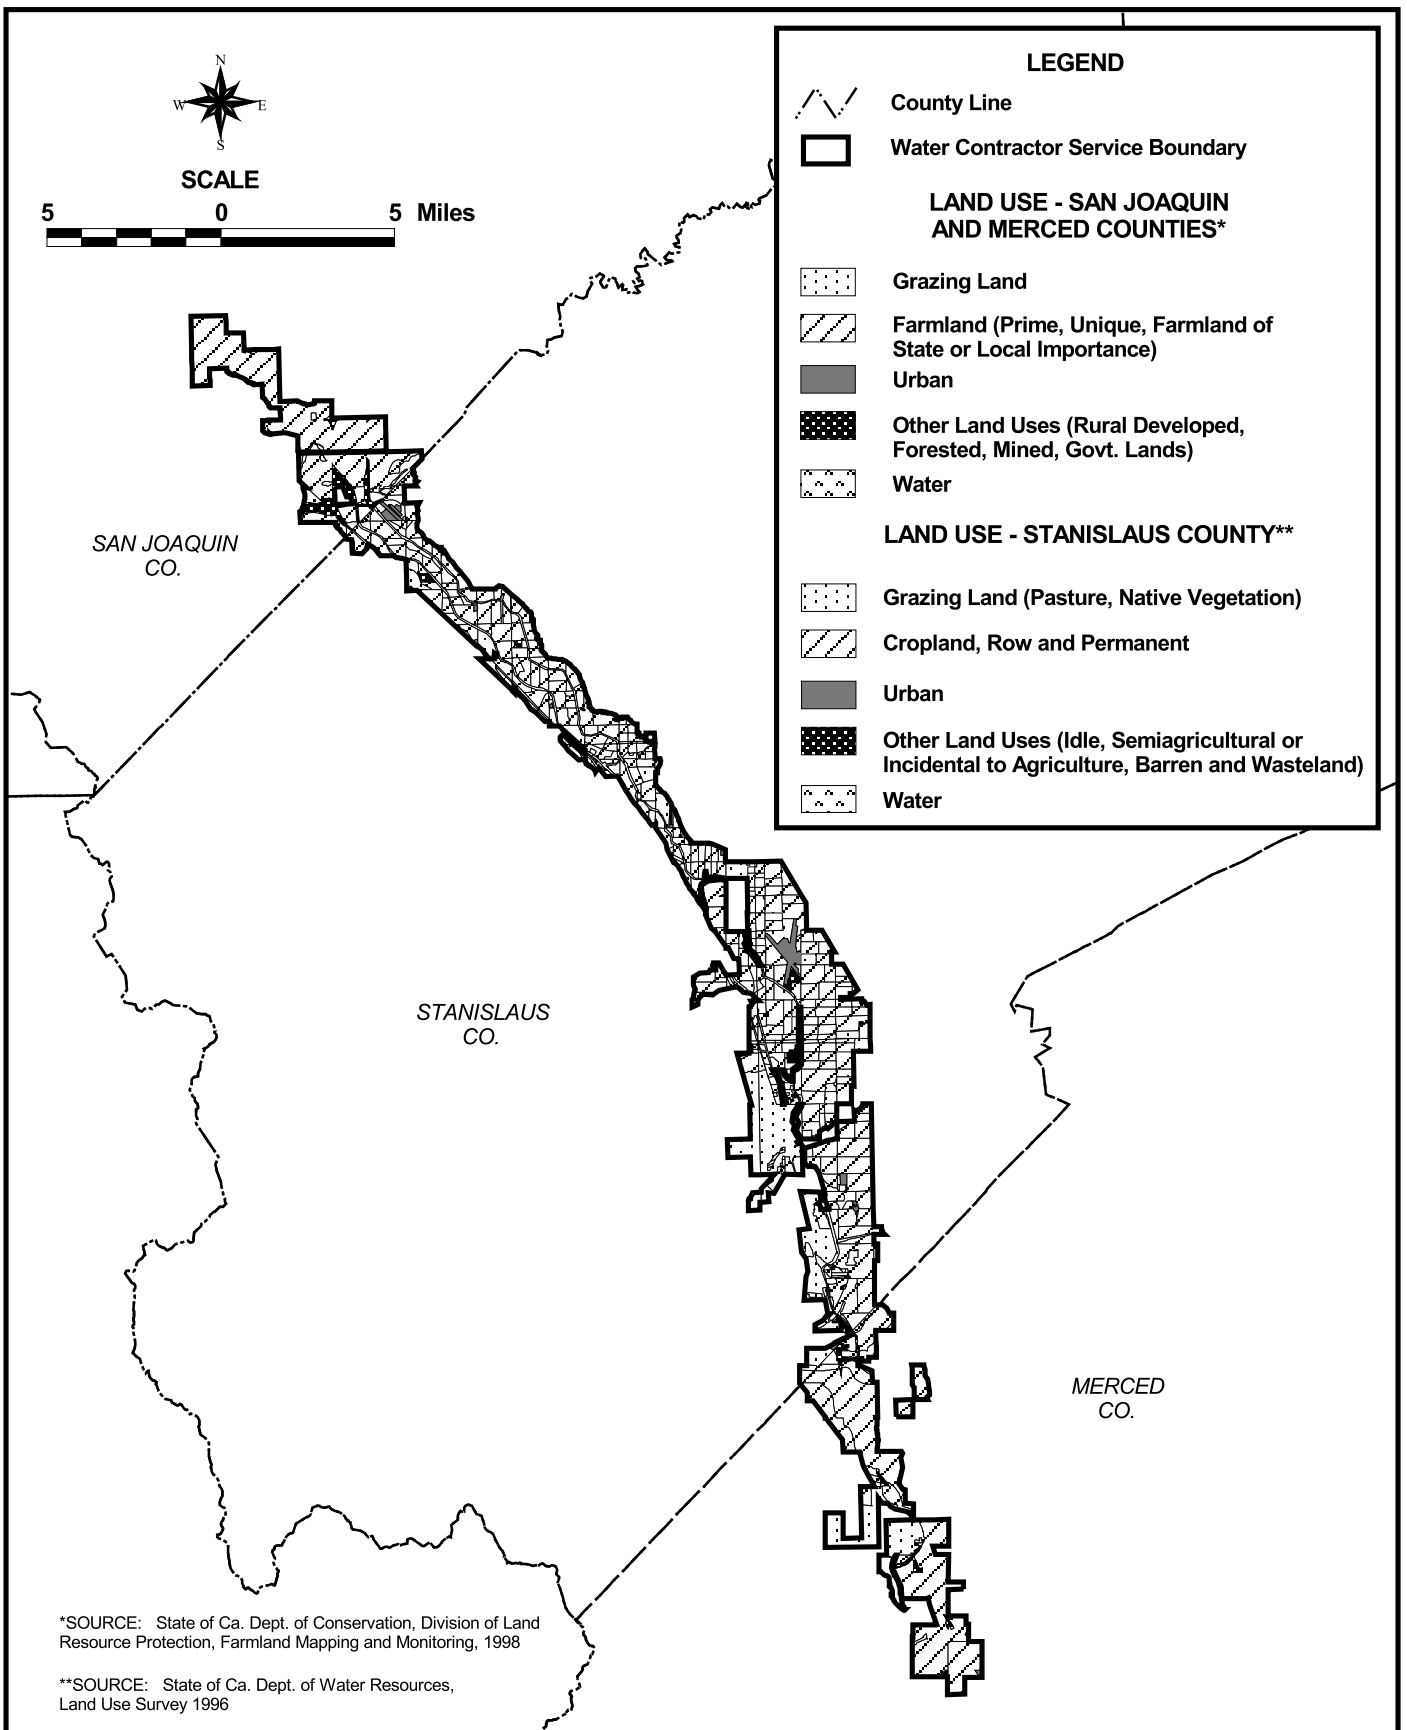 N
W E
S
SCALE
5 0 5 Miles
LEGEND
County Line
Water Contractor Service Boundary
LAND USE - SAN JOAQUIN
AND MERCED COUNTIES*
Grazing Land
Farmland (Prime, Unique, Farmland of
State or Local Importance)
Urban
Other Land Uses (Rural Developed,
Forested, Mined, Govt. Lands)
Water
LAND USE - STANISLAUS COUNTY**
Grazing Land (Pasture, Native Vegetation)
Cropland, Row and Permanent
Urban
Other Land Uses (Idle, Semiagricultural or
Incidental to Agriculture, Barren and Wasteland)
Water
SAN JOAQUIN
CO.
STANISLAUS
CO.
MERCED
CO.
*SOURCE: State of Ca. Dept. of Conservation, Division of Land
Resource Protection, Farmland Mapping and Monitoring, 1998
**SOURCE: State of Ca. Dept. of Water Resources,
Land Use Survey 1996